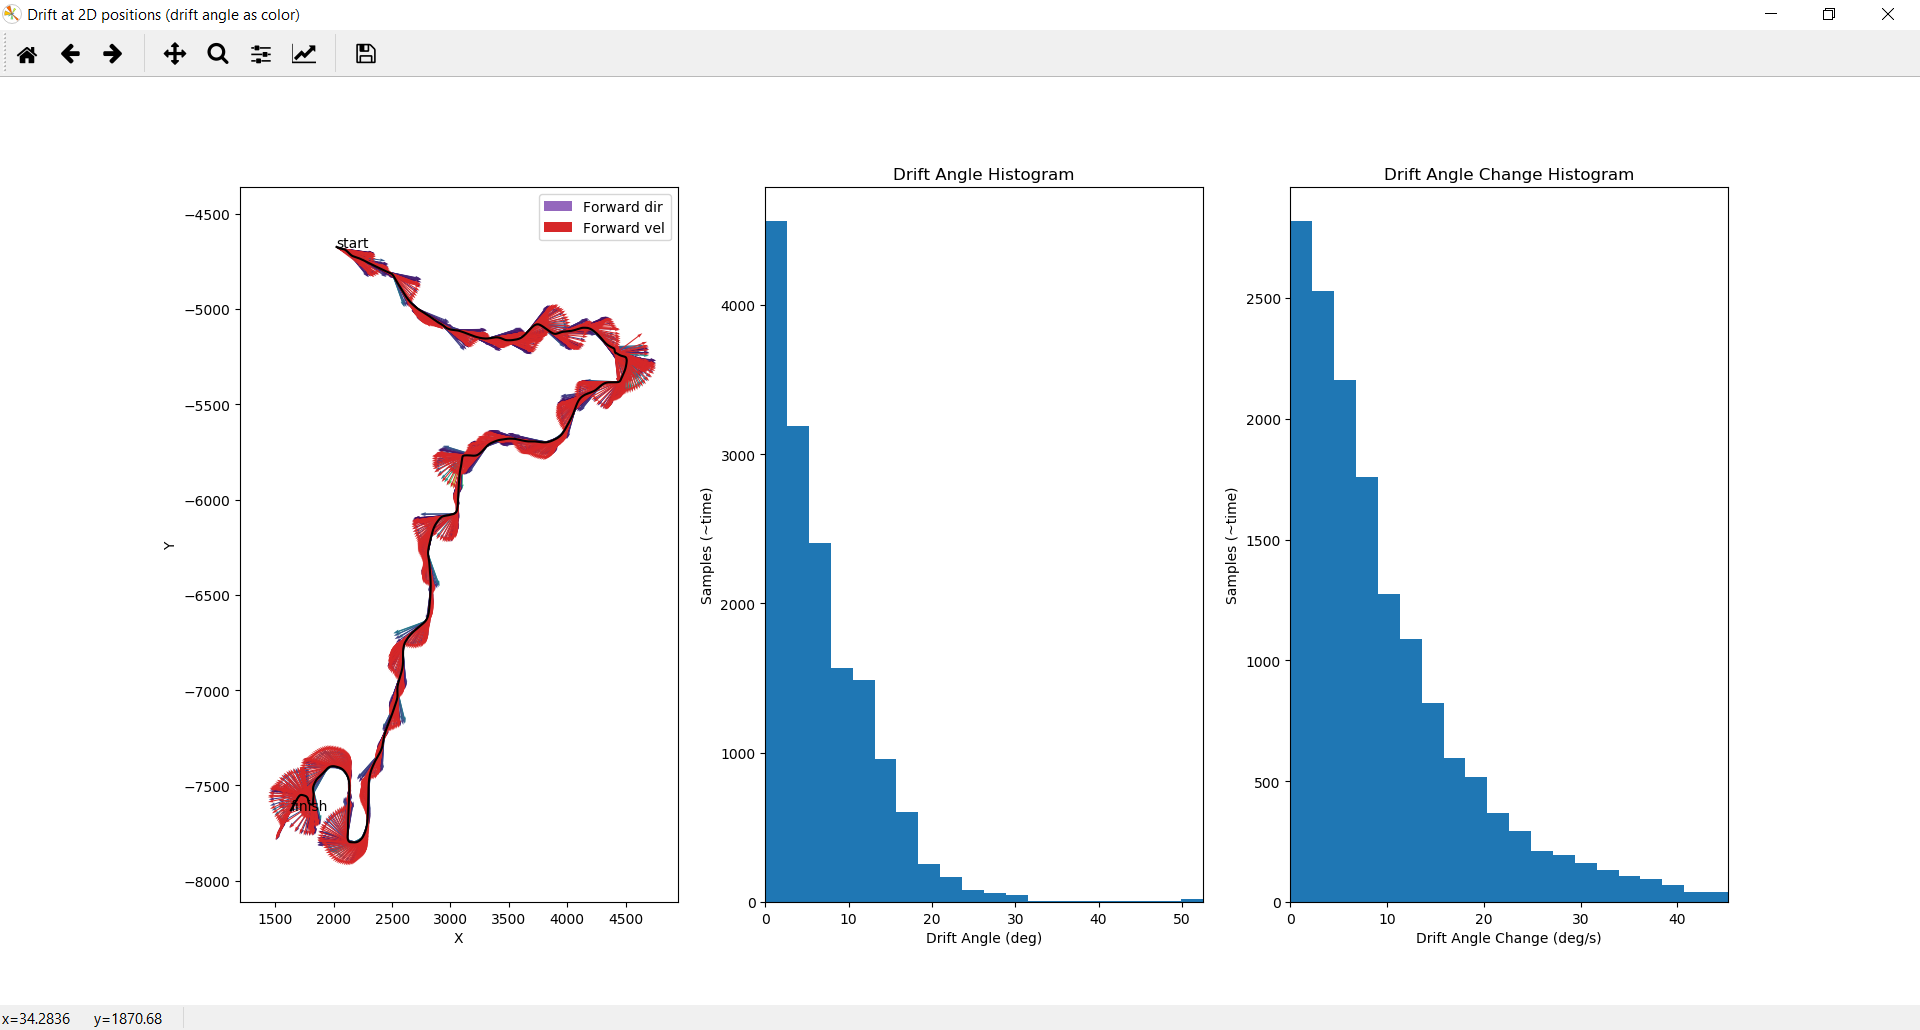 Drift at 2D positions (drift angle as color)
Forward dir
Forward vel
start
finish
−4500
−5000
−5500
−6000
−6500
−7000
−7500
−8000
Y
1500 2000 2500 3000 3500 4000 4500
X
Drift Angle Histogram
4000
3000
2000
1000
0
Samples (~time)
0 10 20 30 40 50
Drift Angle (deg)
Drift Angle Change Histogram
2500
2000
1500
1000
500
0
Samples (~time)
0 10 20 30 40
Drift Angle Change (deg/s)
x=34.2836 y=1870.68